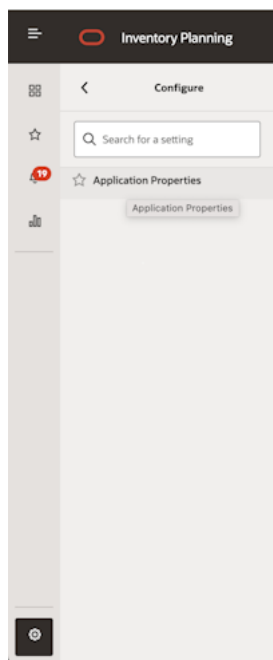 Inventory Planning
Configure
Search for a setting
19
Application Properties
Application Properties